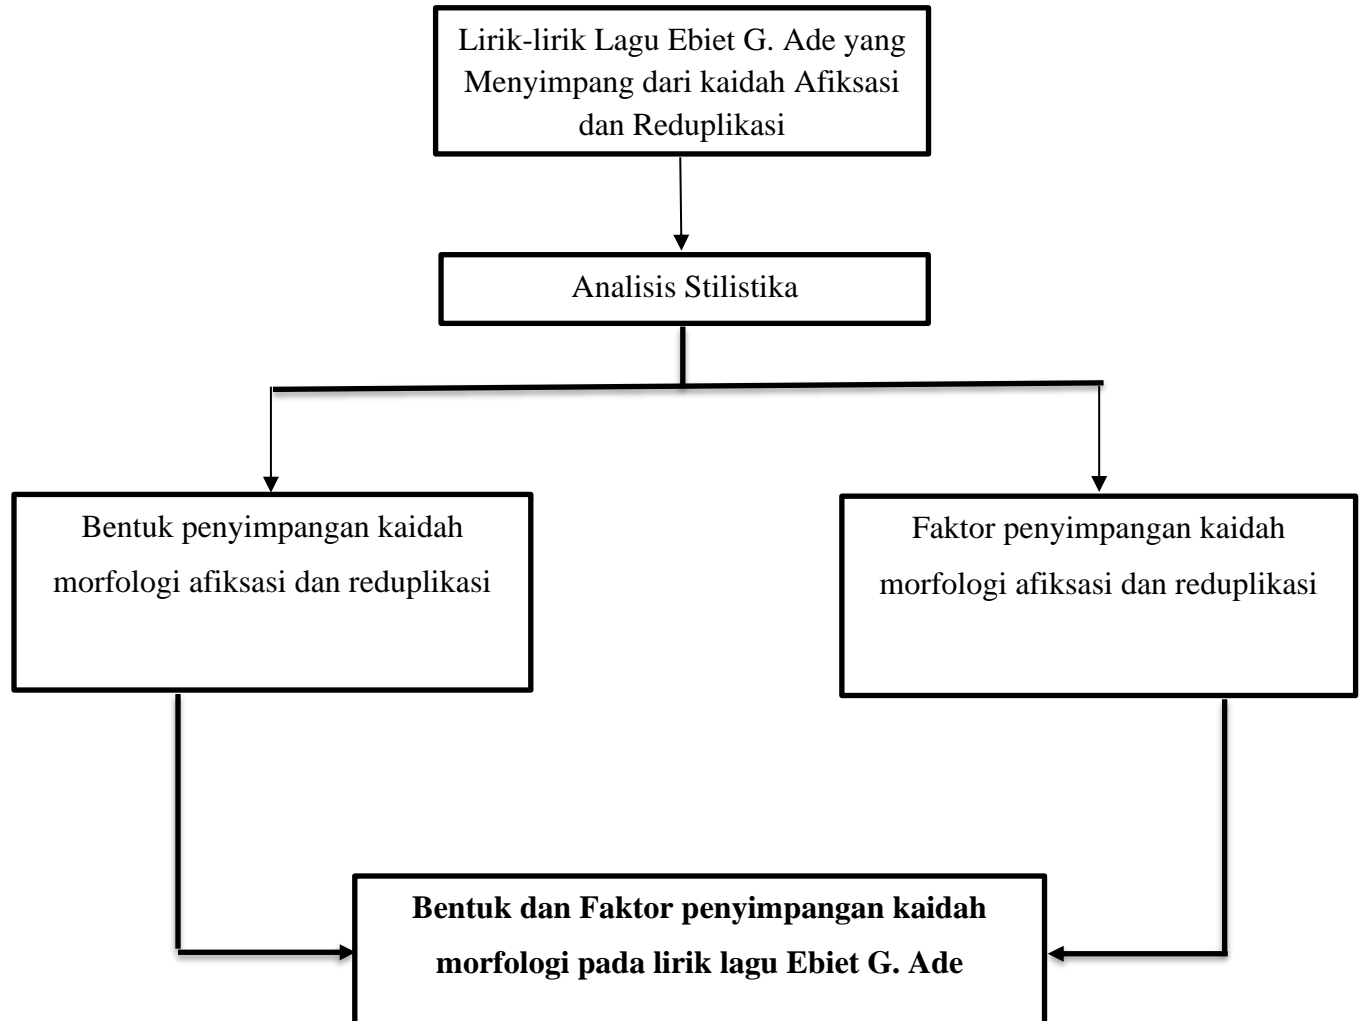 Lirik-lirik Lagu Ebiet G. Ade yang
Menyimpang dari kaidah Afiksasi
dan Reduplikasi
Analisis Stilistika
Bentuk penyimpangan kaidah
morfologi afiksasi dan reduplikasi
Faktor penyimpangan kaidah
morfologi afiksasi dan reduplikasi
Bentuk dan Faktor penyimpangan kaidah
morfologi pada lirik lagu Ebiet G. Ade